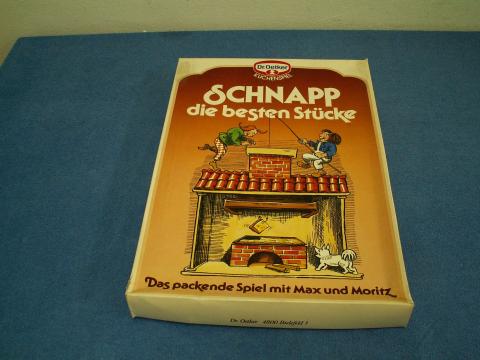 Dr. Oetker
KÜCHENSPIEL
SCHNAPP
die besten Stücke
Das packende Spiel mit Max und Moritz
Dr. Oetker 4800 Bielefeld 1